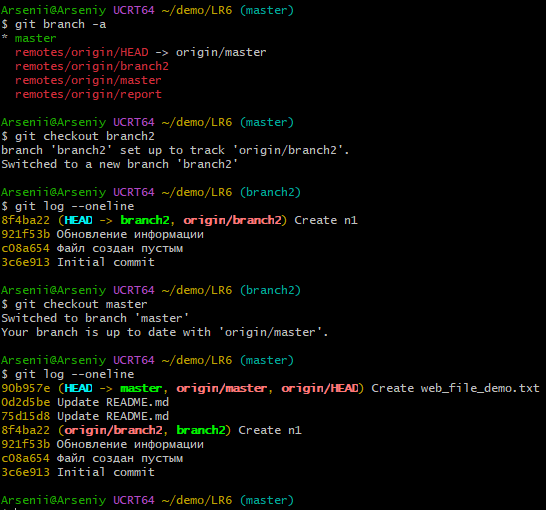 Arsenii@Arseniy UCRT64 ~/demo/LR6 (master)
$ git branch -a
* master
  remotes/origin/HEAD -> origin/master
  remotes/origin/branch2
  remotes/origin/master
  remotes/origin/report
Arsenii@Arseniy UCRT64 ~/demo/LR6 (master)
$ git checkout branch2
branch 'branch2' set up to track 'origin/branch2'.
Switched to a new branch 'branch2'
Arsenii@Arseniy UCRT64 ~/demo/LR6 (branch2)
$ git log --oneline
8f4ba22 (HEAD -> branch2, origin/branch2) Create n1
921f53b Обновление информации
c08a654 Файл создан пустым
3c6e913 Initial commit
Arsenii@Arseniy UCRT64 ~/demo/LR6 (branch2)
$ git checkout master
Switched to branch 'master'
Your branch is up to date with 'origin/master'.
Arsenii@Arseniy UCRT64 ~/demo/LR6 (master)
$ git log --oneline
90b957e (HEAD -> master, origin/master, origin/HEAD) Create web_file_demo.txt
0d2d5be Update README.md
75d15d8 Update README.md
8f4ba22 (origin/branch2, branch2) Create n1
921f53b Обновление информации
c08a654 Файл создан пустым
3c6e913 Initial commit
Arsenii@Arseniy UCRT64 ~/demo/LR6 (master)